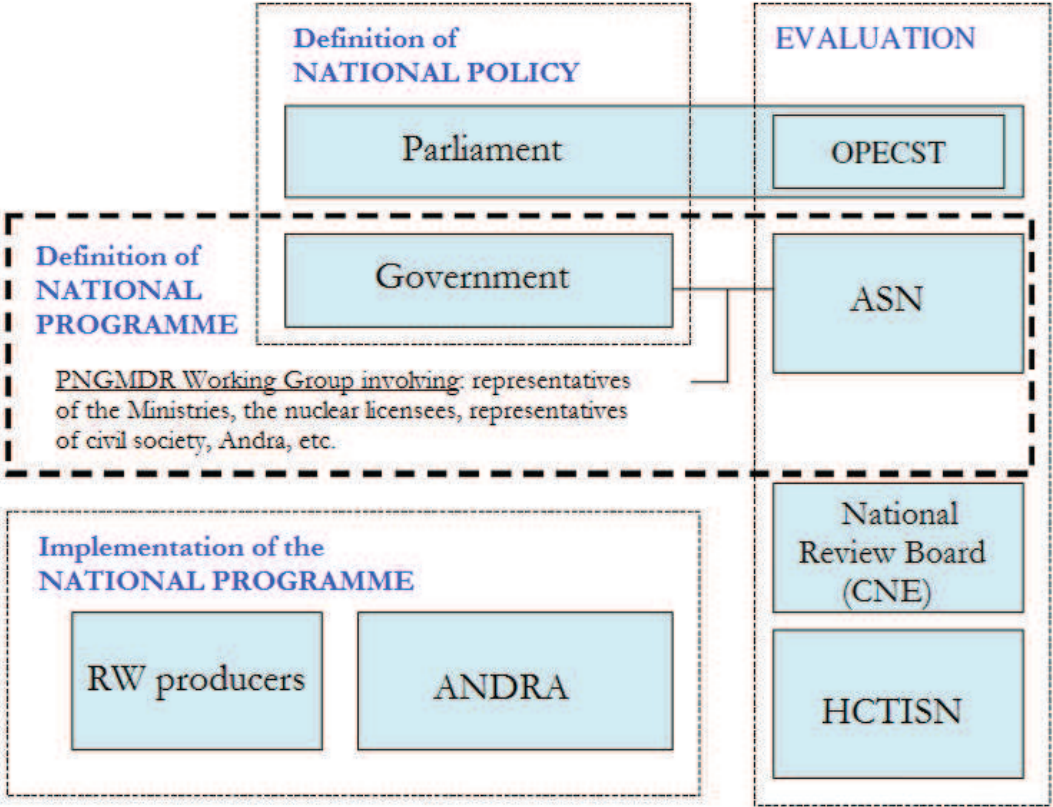 Definition of
NATIONAL POLICY
EVALUATION
Parliament
OPECST
Definition of
NATIONAL
PROGRAMME
Government
ASN
PNGMDR Working Group involving: representatives
of the Ministries, the nuclear licensees, representatives
of civil society, Andra, etc.
Implementation of the
NATIONAL PROGRAMME
RW producers
ANDRA
National
Review Board
(CNE)
HCTISN